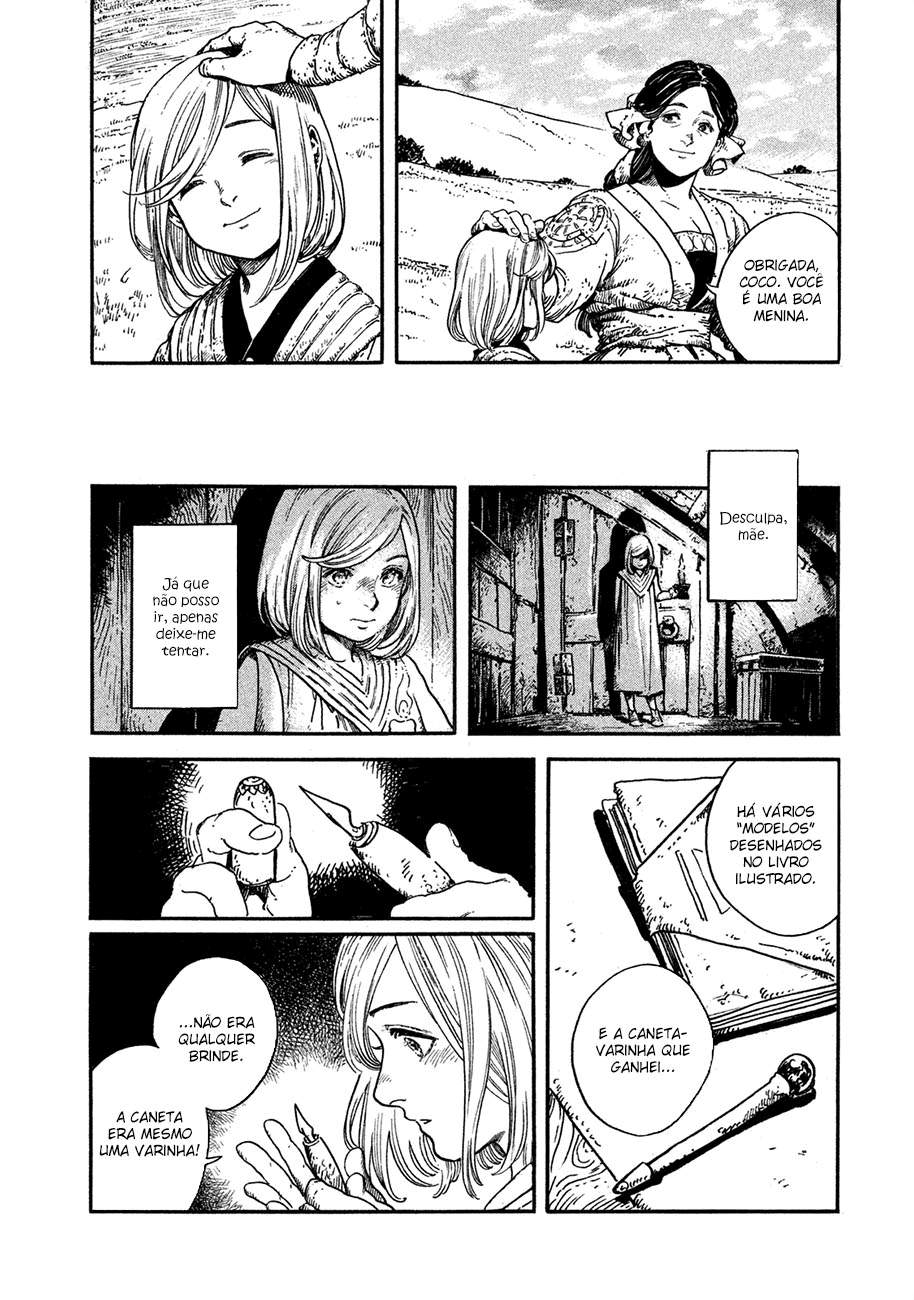 OBRIGADA,
COCO. VOCÊ
É UMA BOA
MENINA.
Desculpa,
mãe.
Já que
não posso
ir, apenas
deixe-me
tentar.
HÁ VÁRIOS
"MODELOS"
DESENHADOS
NO LIVRO
ILUSTRADO.
E A CANETA-
VARINHA QUE
GANHEI...
...NÃO ERA
QUALQUER
BRINDE.
A CANETA
ERA MESMO
UMA VARINHA!